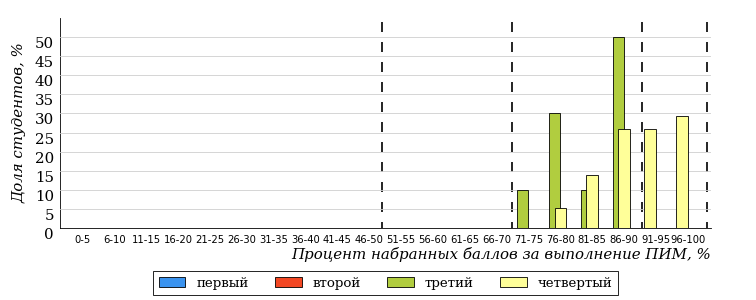 Доля студентов, %
50
45
40
35
30
25
20
15
10
5
0
0-5 6-10 11-15 16-20 21-25 26-30 31-35 36-40 41-45 46-50 51-55 56-60 61-65 66-70 71-75 76-80 81-85 86-90 91-95 96-100
Процент набранных баллов за выполнение ПИМ, %
первый второй третий четвертый